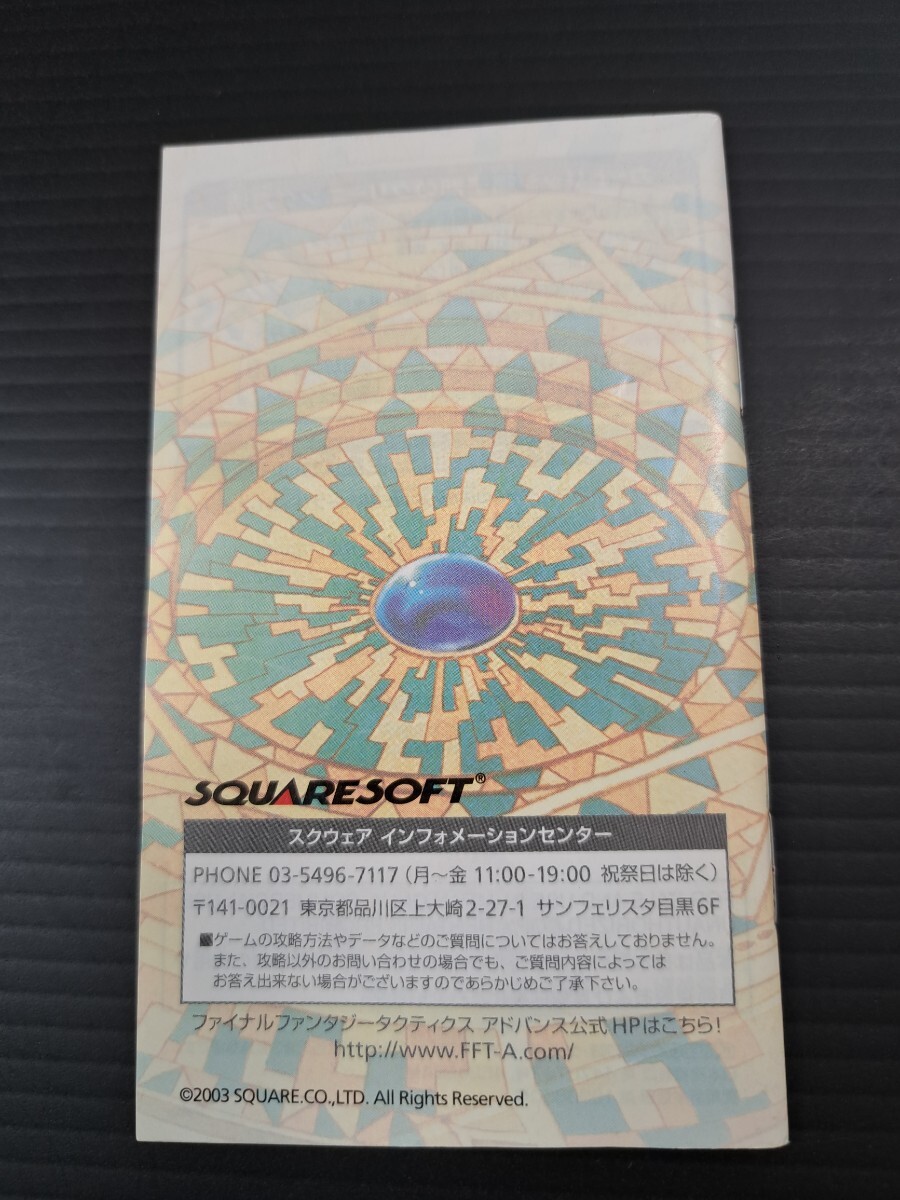 SQUARESOFT®
スクウェア インフォメーションセンター
PHONE 03-5496-7117 (月～金 11:00-19:00 祝祭日は除く)
〒141-0021 東京都品川区上大崎2-27-1 サンフェリスタ目黒6F
■ゲームの攻略方法やデータなどのご質問についてはお答えしておりません。
また、攻略以外のお問い合わせの場合でも、ご質問内容によっては
お答え出来ない場合がございますのであらかじめご了承下さい。
ファイナルファンタジータクティクス アドバンス公式HPはこちら!
http://www.FFT-A.com/
©2003 SQUARE.CO.,LTD. All Rights Reserved.